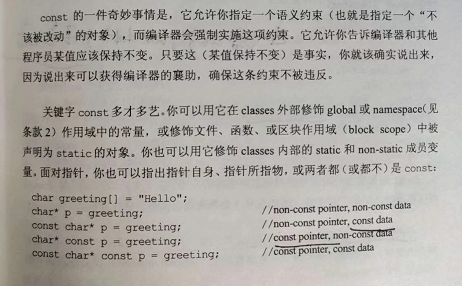 const 的一件奇妙事情是，它允许你指定一个语义约束（也就是指定一个“不
该被改动”的对象），而编译器会强制实施这项约束。它允许你告诉编译器和其他
程序员某值应该保持不变。只要这（某值保持不变）是事实，你就该确实说出来，
因为说出来可以获得编译器的襄助，确保这条约束不被违反。
关键字 const 多才多艺。你可以用它在 classes 外部修饰 global 或 namespace（见
条款 2）作用域中的常量，或修饰文件、函数、或区块作用域（block scope）中被
声明为 static 的对象。你也可以用它修饰 classes 内部的 static 和 non-static 成员变
量。面对指针，你也可以指出指针自身、指针所指物，或两者都（或都不）是 const：
char greeting[] = "Hello";
char* p = greeting; //non-const pointer, non-const data
const char* p = greeting; //non-const pointer, const data
char* const p = greeting; //const pointer, non-const data
const char* const p = greeting; //const pointer, const data